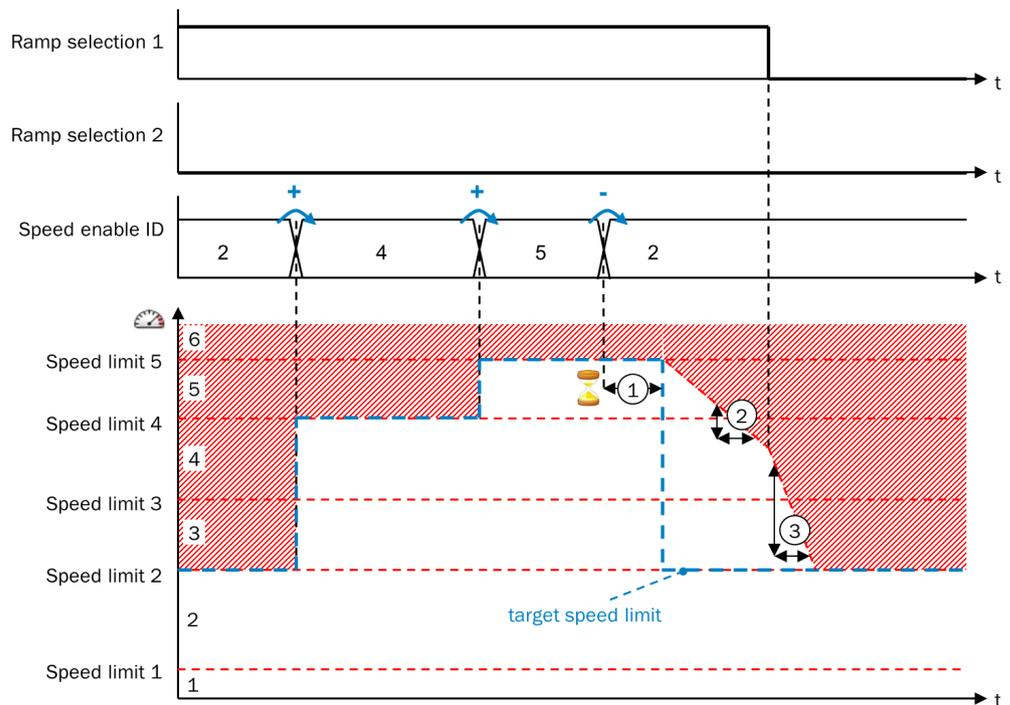 Ramp selection 1
t
Ramp selection 2
t
+ + -
Speed enable ID
2 4 5 2
t
6
Speed limit 5
5
1
2
Speed limit 4
4
Speed limit 3
3
3
Speed limit 2
target speed limit
2
Speed limit 1
1
t